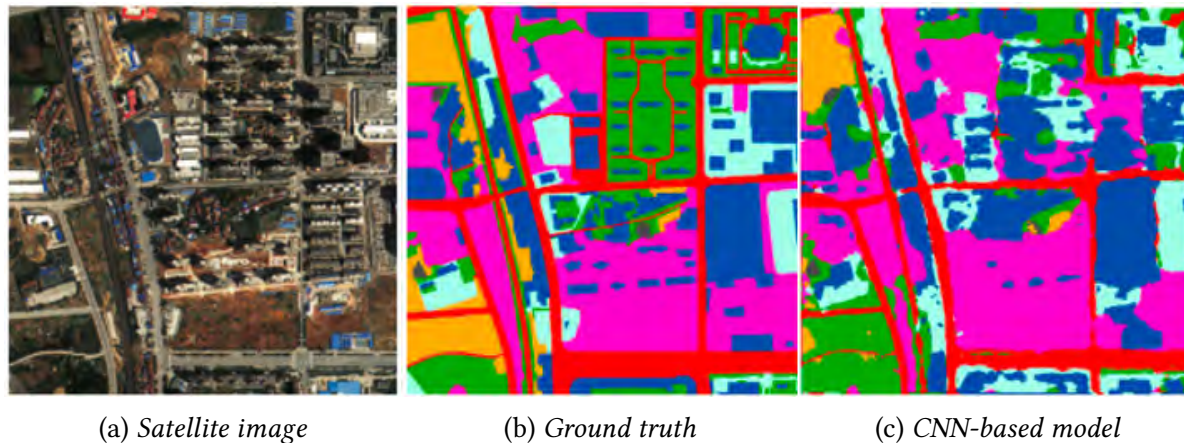 (a) Satellite image
(b) Ground truth
(c) CNN-based model